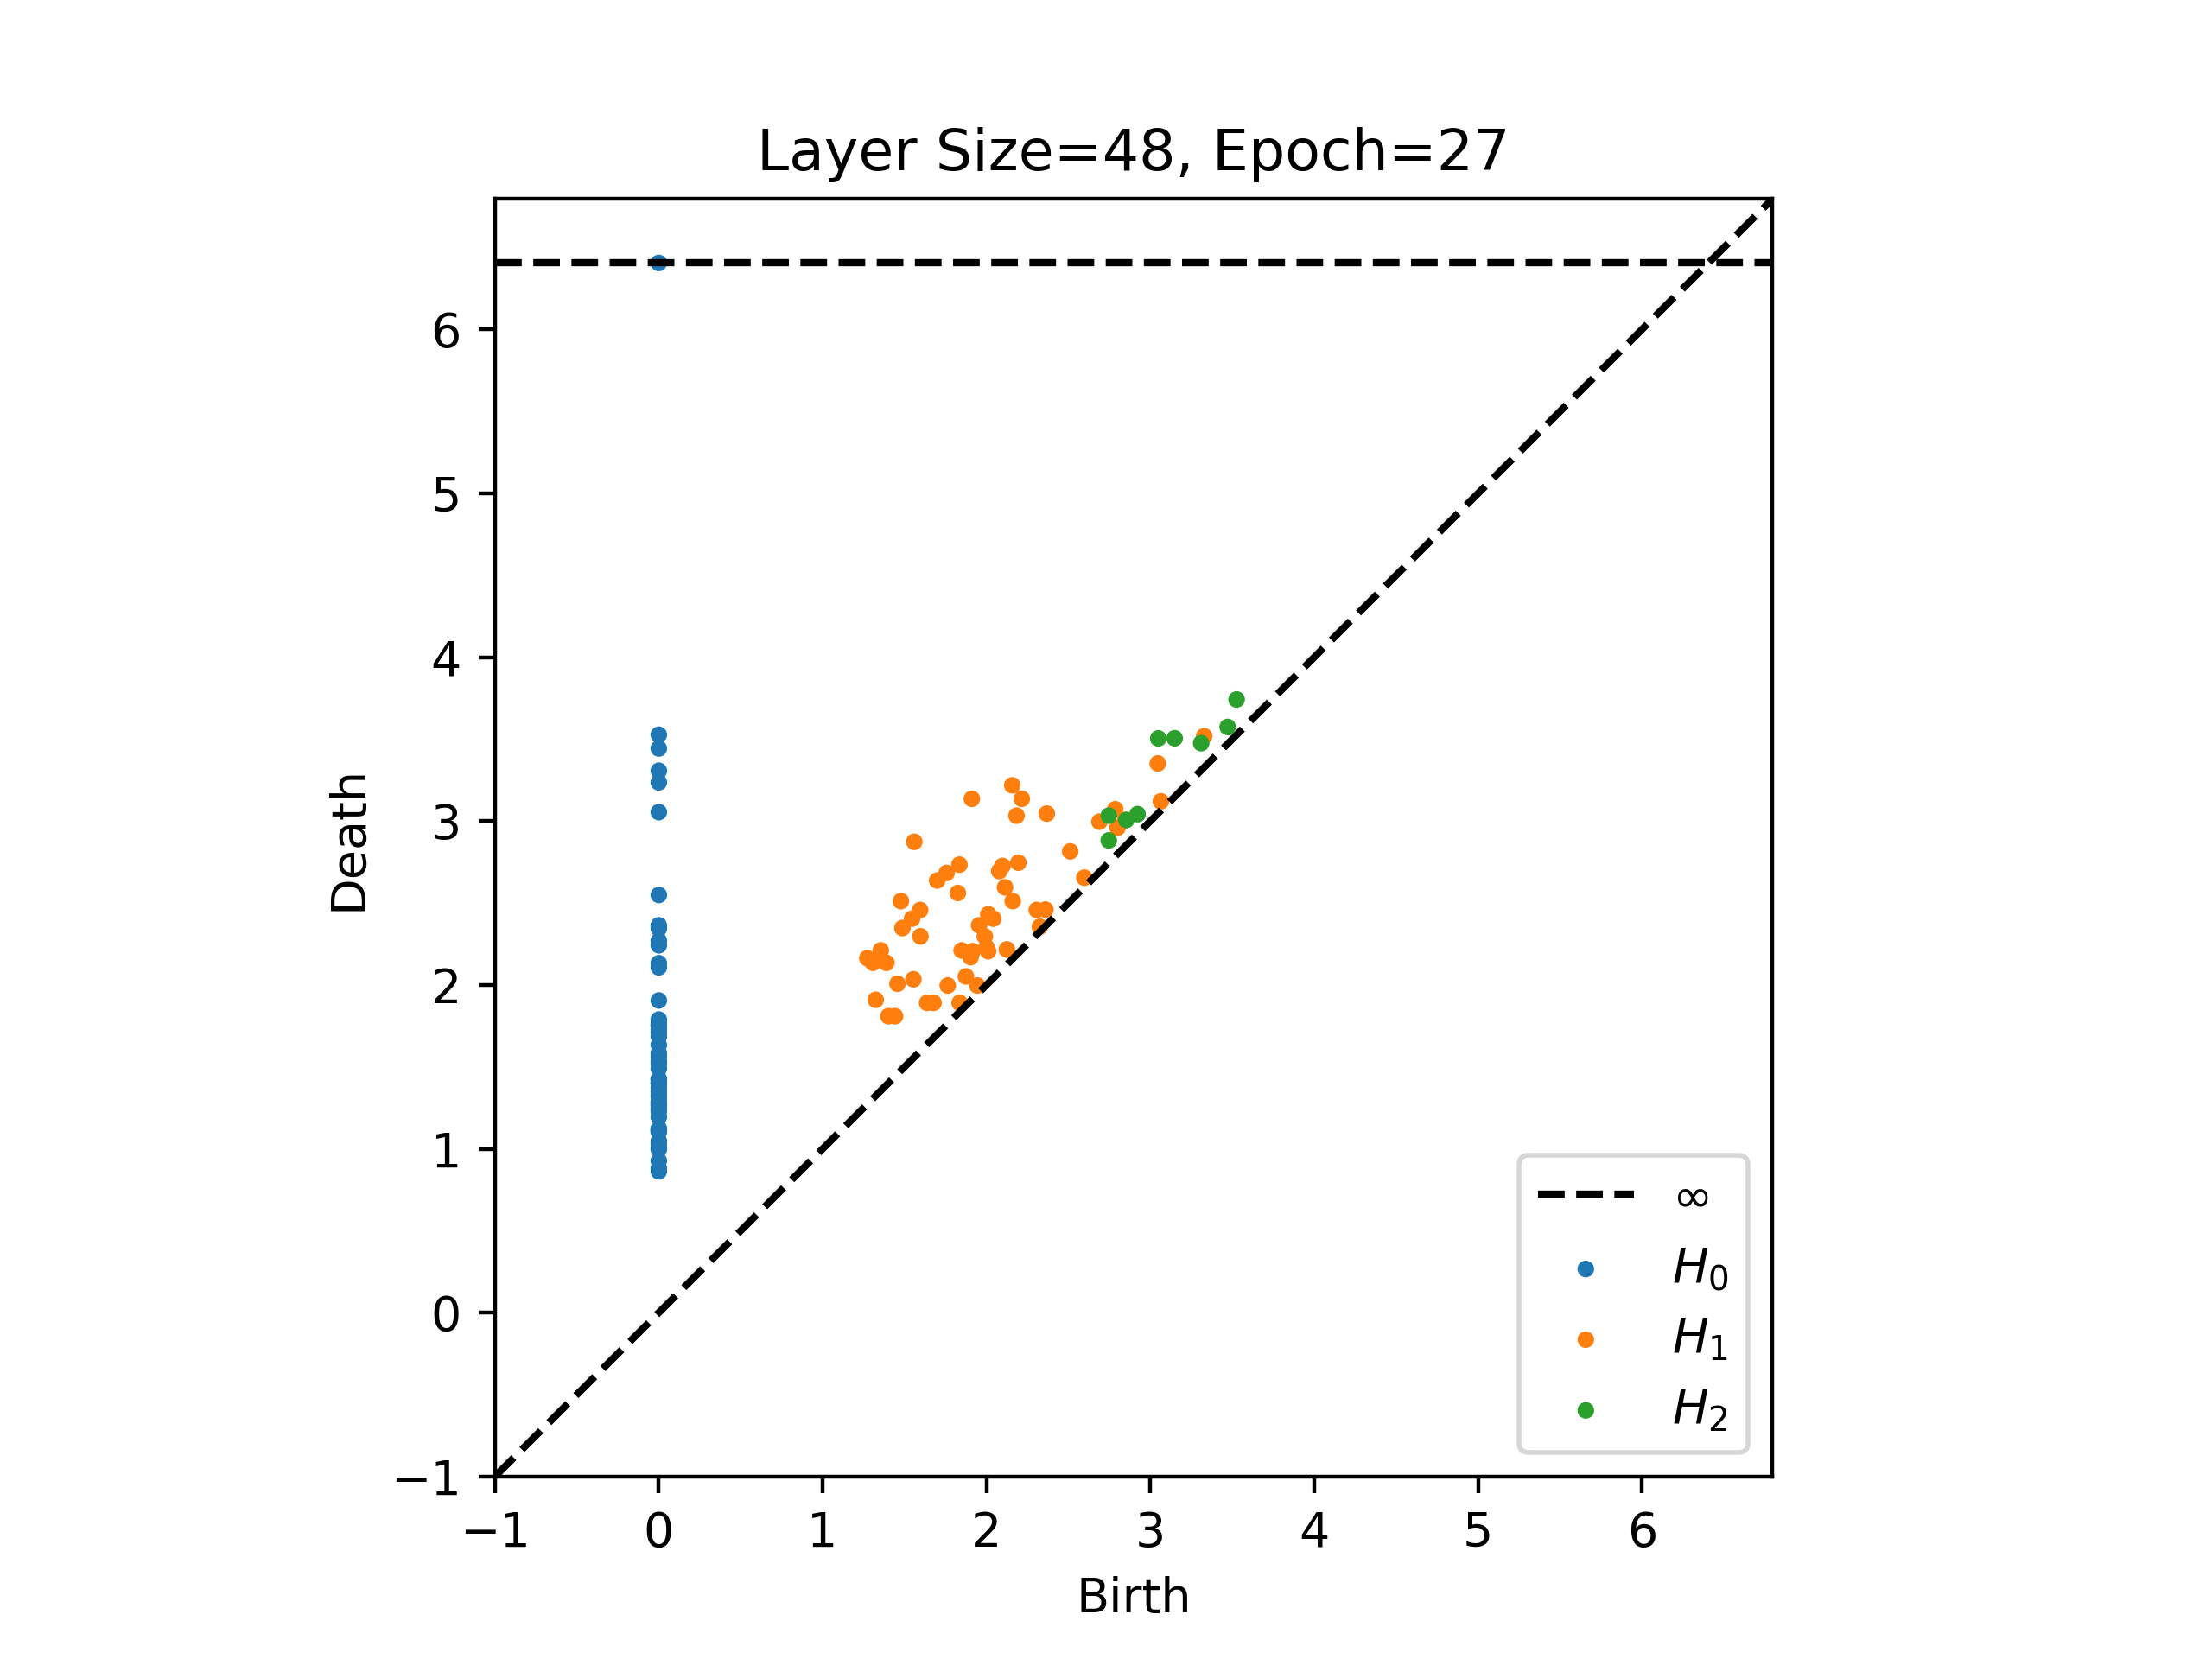 Layer Size=48, Epoch=27
Death
6
5
4
3
2
1
0
−1
−1 0 1 2 3 4 5 6
Birth
∞
H₀
H₁
H₂